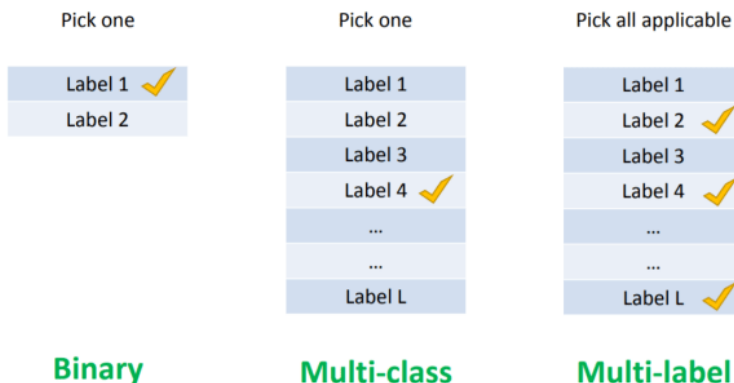 Pick one
Label 1
Label 2
Binary
Pick one
Label 1
Label 2
Label 3
Label 4
...
...
Label L
Multi-class
Pick all applicable
Label 1
Label 2
Label 3
Label 4
...
...
Label L
Multi-label